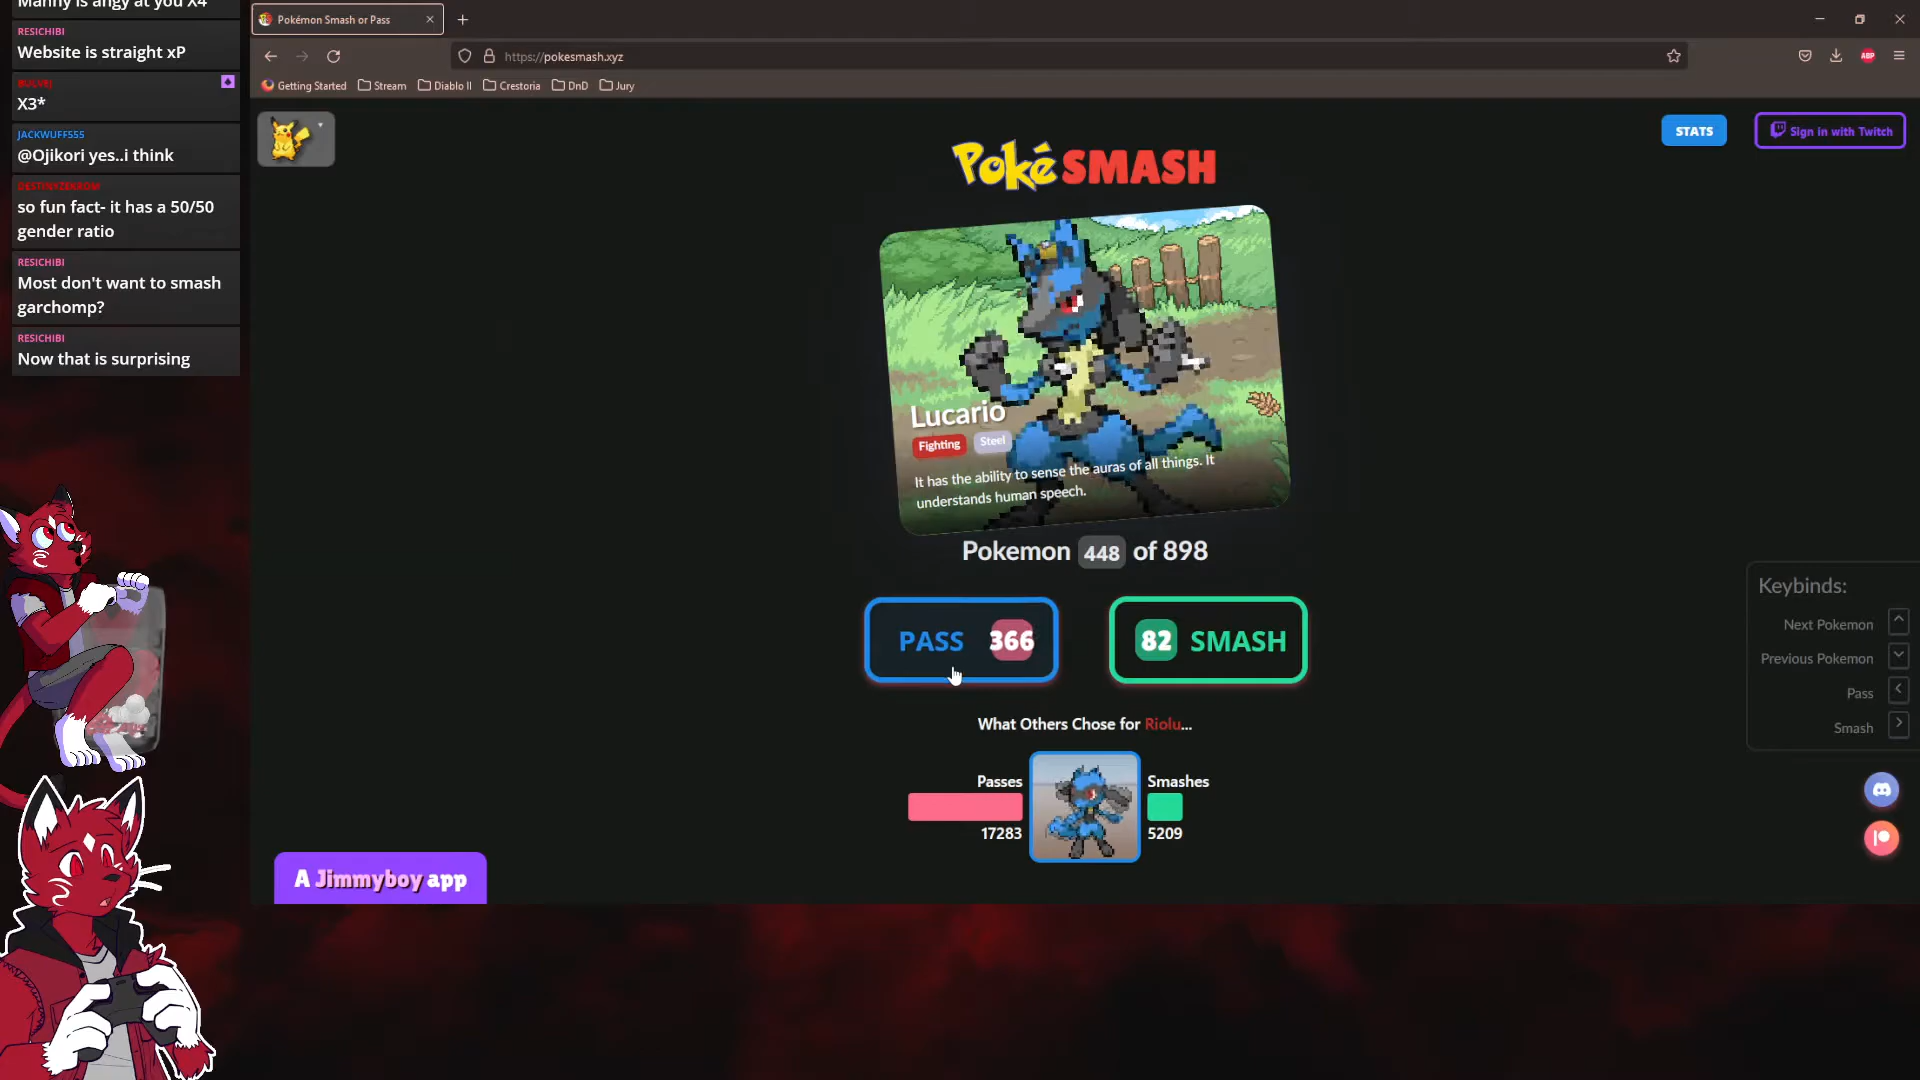 Manny is angy at you X4
RESICHIBI
Website is straight xP
X3*
JACKWUFF555
@Ojikori yes..i think
DESTINYZEKROM
so fun fact- it has a 50/50
gender ratio
RESICHIBI
Most don't want to smash
garchomp?
RESICHIBI
Now that is surprising
Pokémon Smash or Pass
https://pokesmash.xyz
Getting Started
Stream
Diablo II
Crestoria
DnD
Jury
ABP
STATS
Sign in with Twitch
Poké SMASH
Lucario
Fighting Steel
It has the ability to sense the auras of all things. It
understands human speech.
Pokemon 448 of 898
PASS 366
82 SMASH
What Others Chose for Riolu...
Passes
17283
Smashes
5209
Keybinds:
Next Pokemon
Previous Pokemon
Pass
Smash
A Jimmyboy app